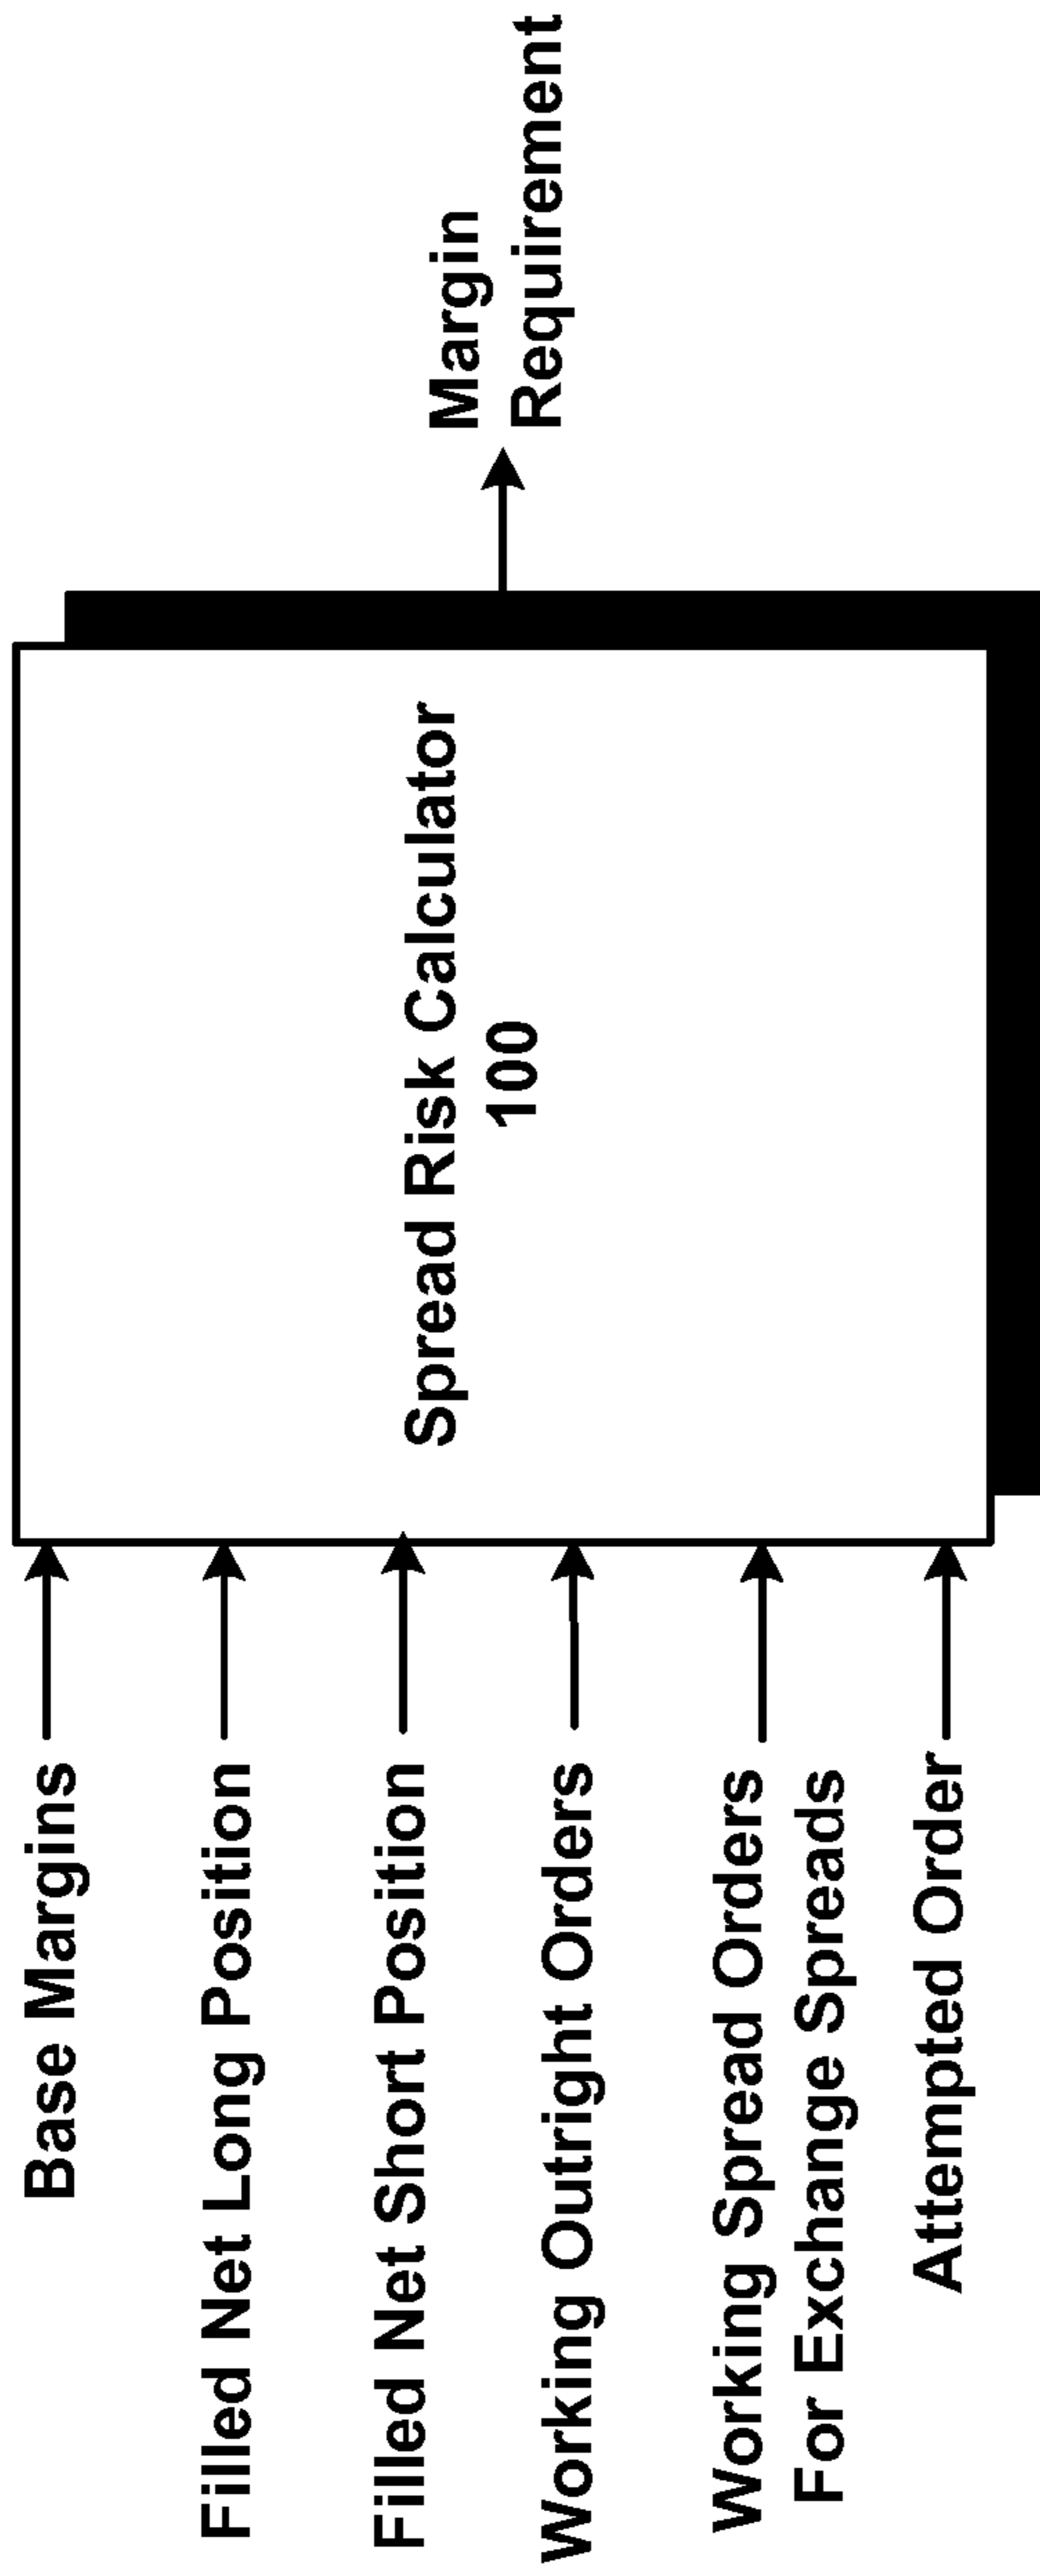 Base Margins
Filled Net Long Position
Filled Net Short Position
Working Outright Orders
Working Spread Orders
For Exchange Spreads
Attempted Order
Spread Risk Calculator
100
Margin
Requirement